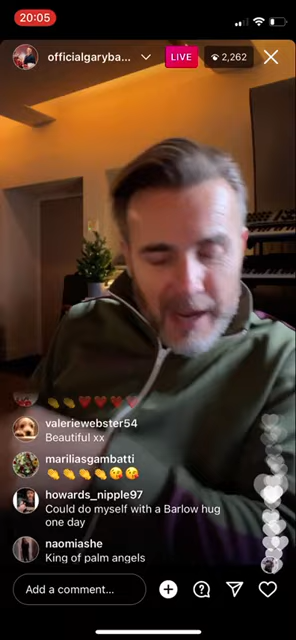 20:05
officialgaryba...
LIVE
2,262
valeriewebster54
Beautiful xx
mariliasgambatti
howards_nipple97
Could do myself with a Barlow hug
one day
naomiashe
King of palm angels
Add a comment...